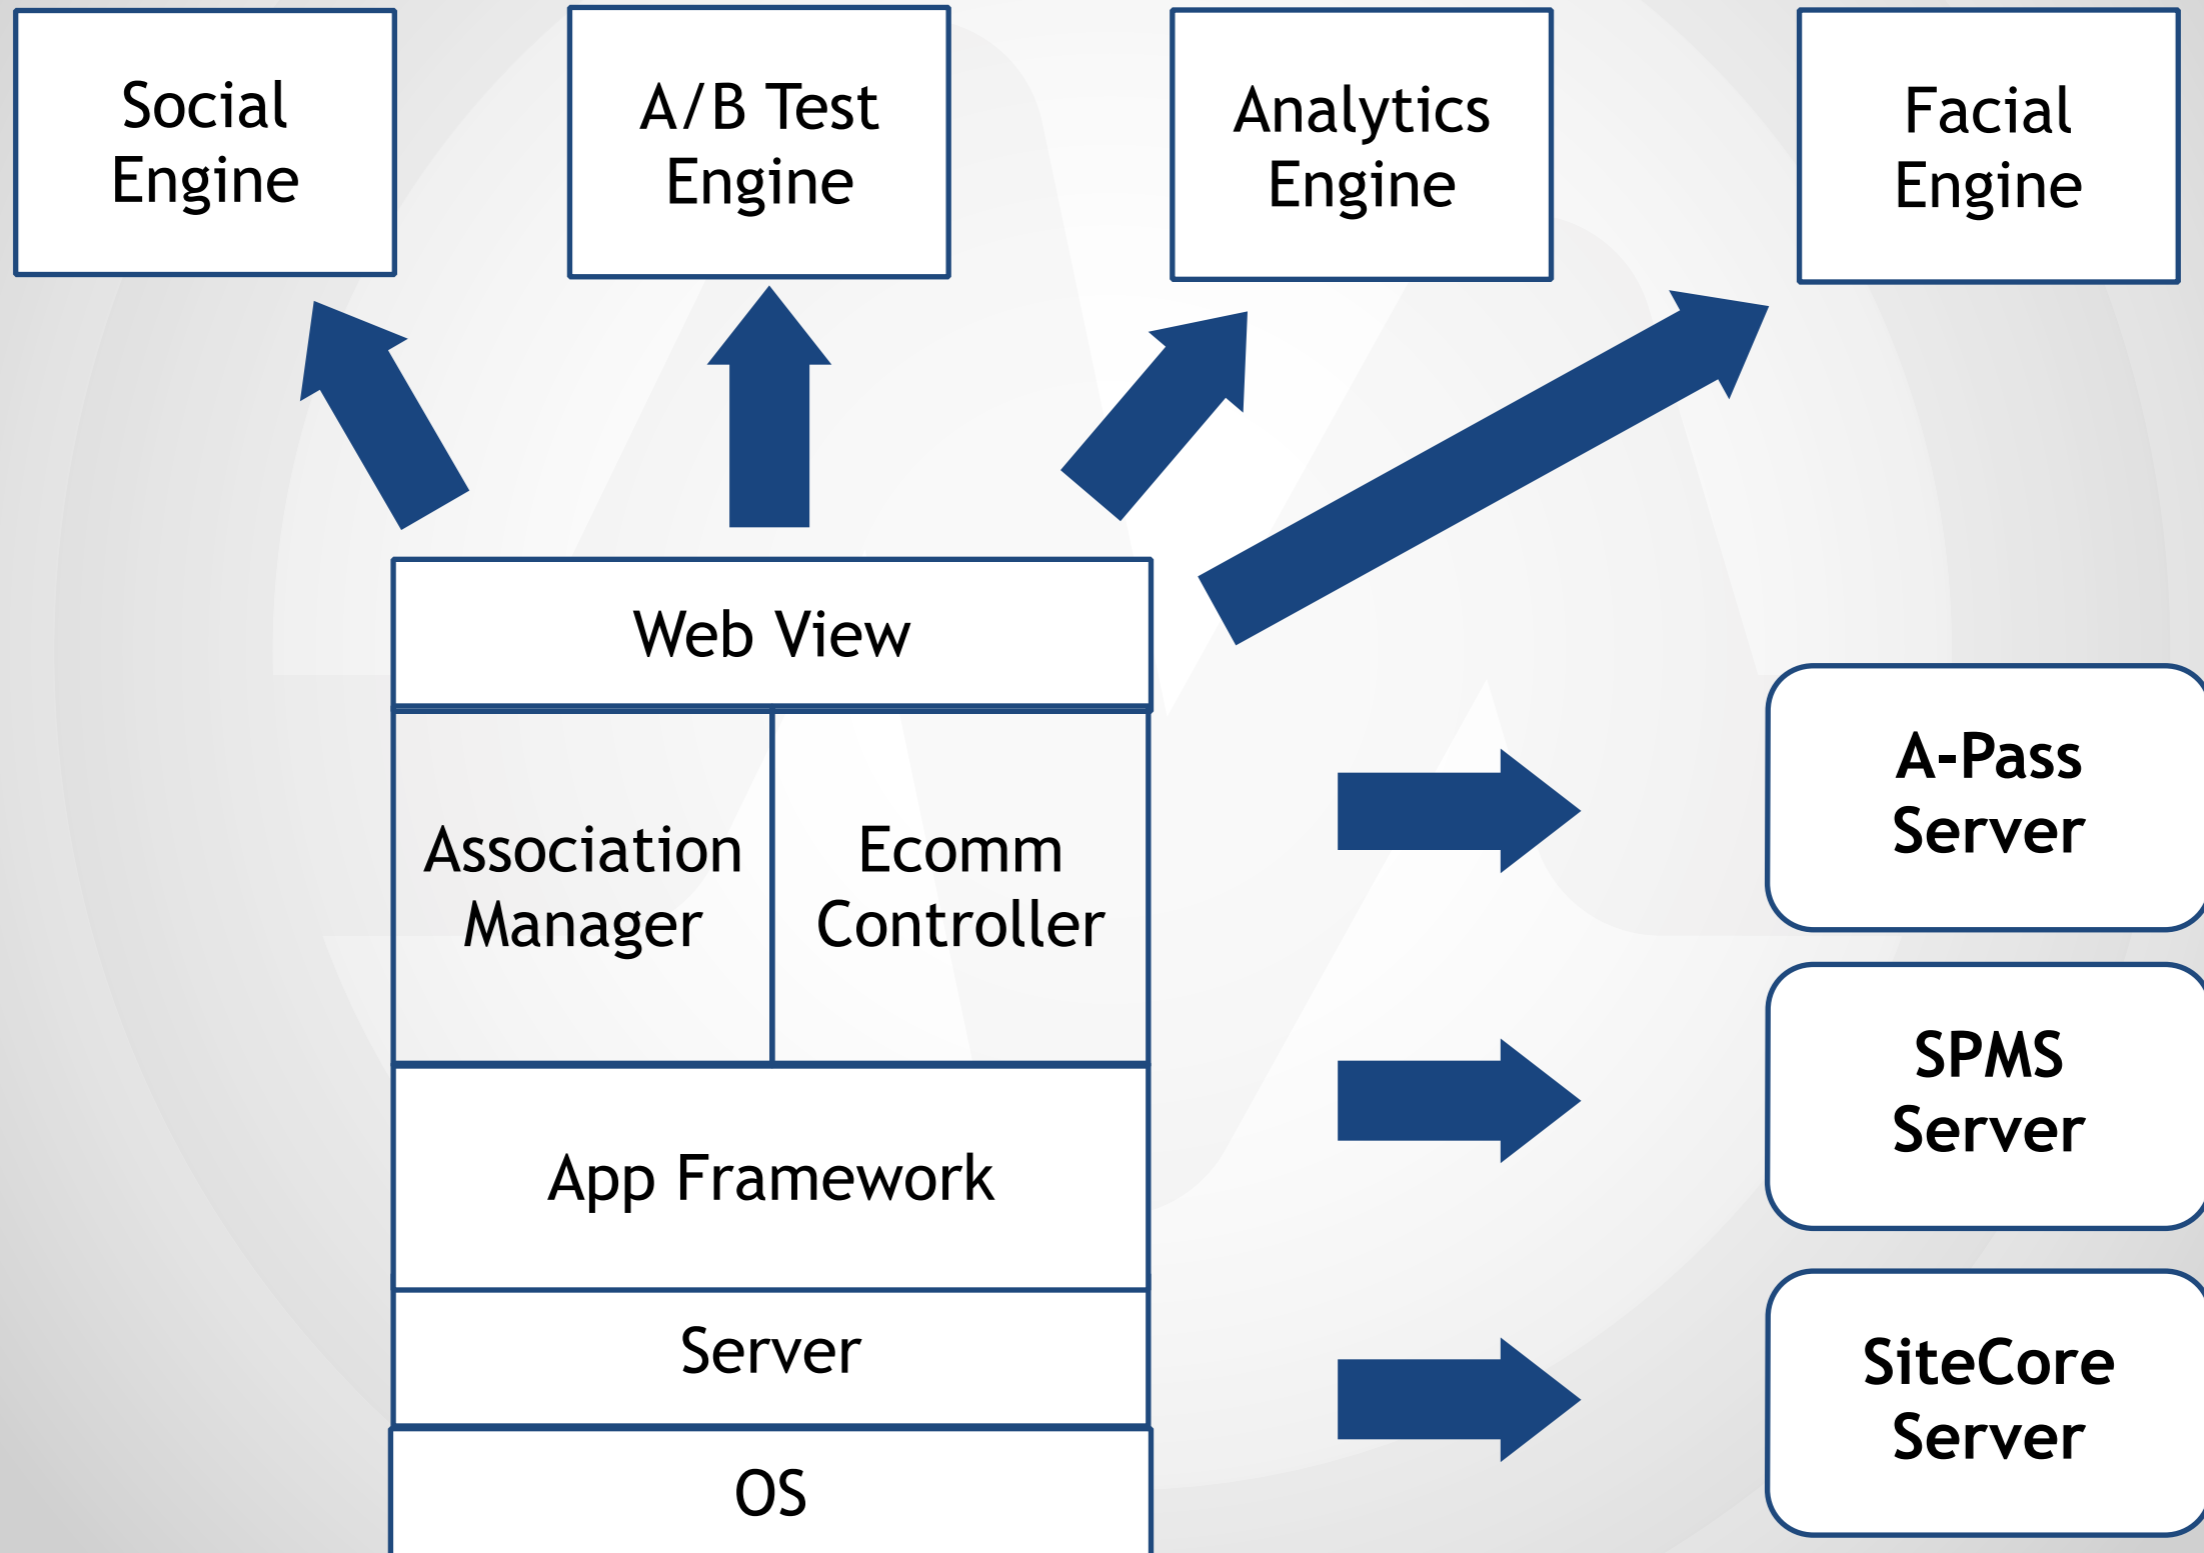 Social
Engine
A/B Test
Engine
Analytics
Engine
Facial
Engine
Web View
Association
Manager
Ecomm
Controller
App Framework
Server
OS
A-Pass
Server
SPMS
Server
SiteCore
Server